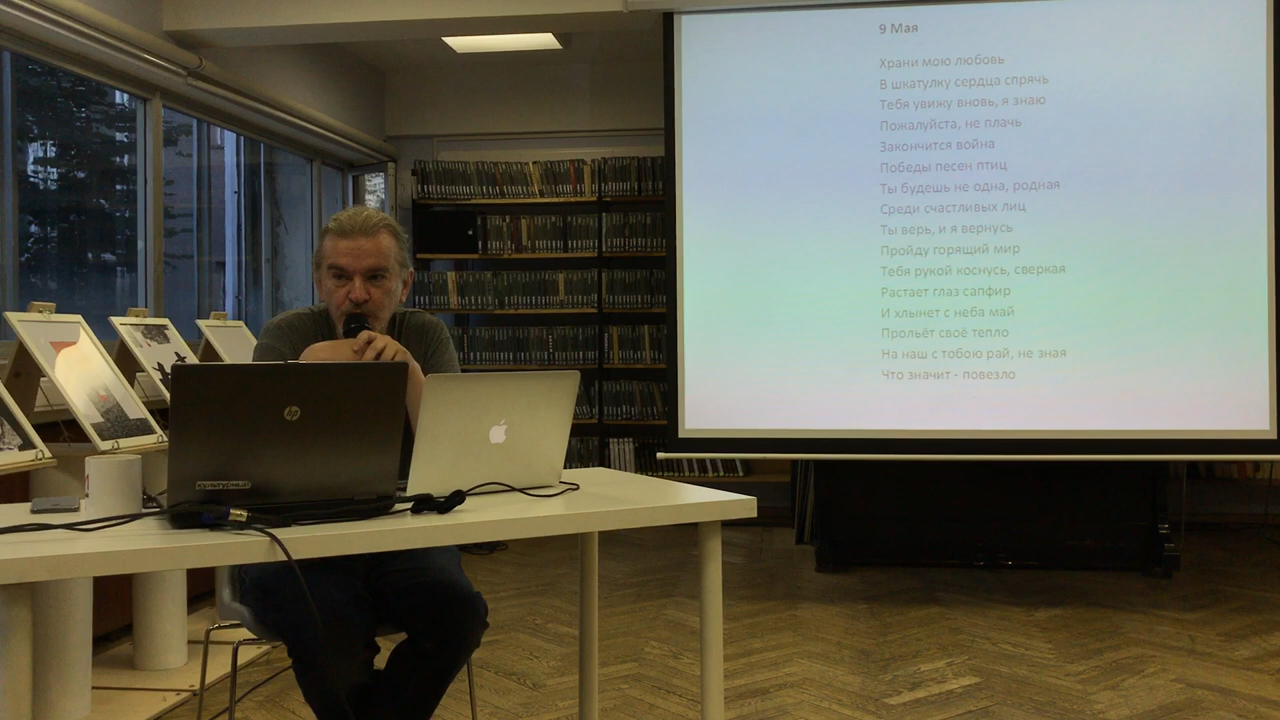 9 Мая
Храни мою любовь
В шкатулку сердца спрячь
Тебя увижу вновь, я знаю
Пожалуйста, не плачь
Закончится война
Победы песен птиц
Ты будешь не одна, родная
Среди счастливых лиц
Ты верь, и я вернусь
Пройду горящий мир
Тебя рукой коснусь, сверкая
Растает глаз сапфир
И хлынет с неба май
Прольёт своё тепло
На наш с тобою рай, не зная
Что значит - повезло
hp
культурный